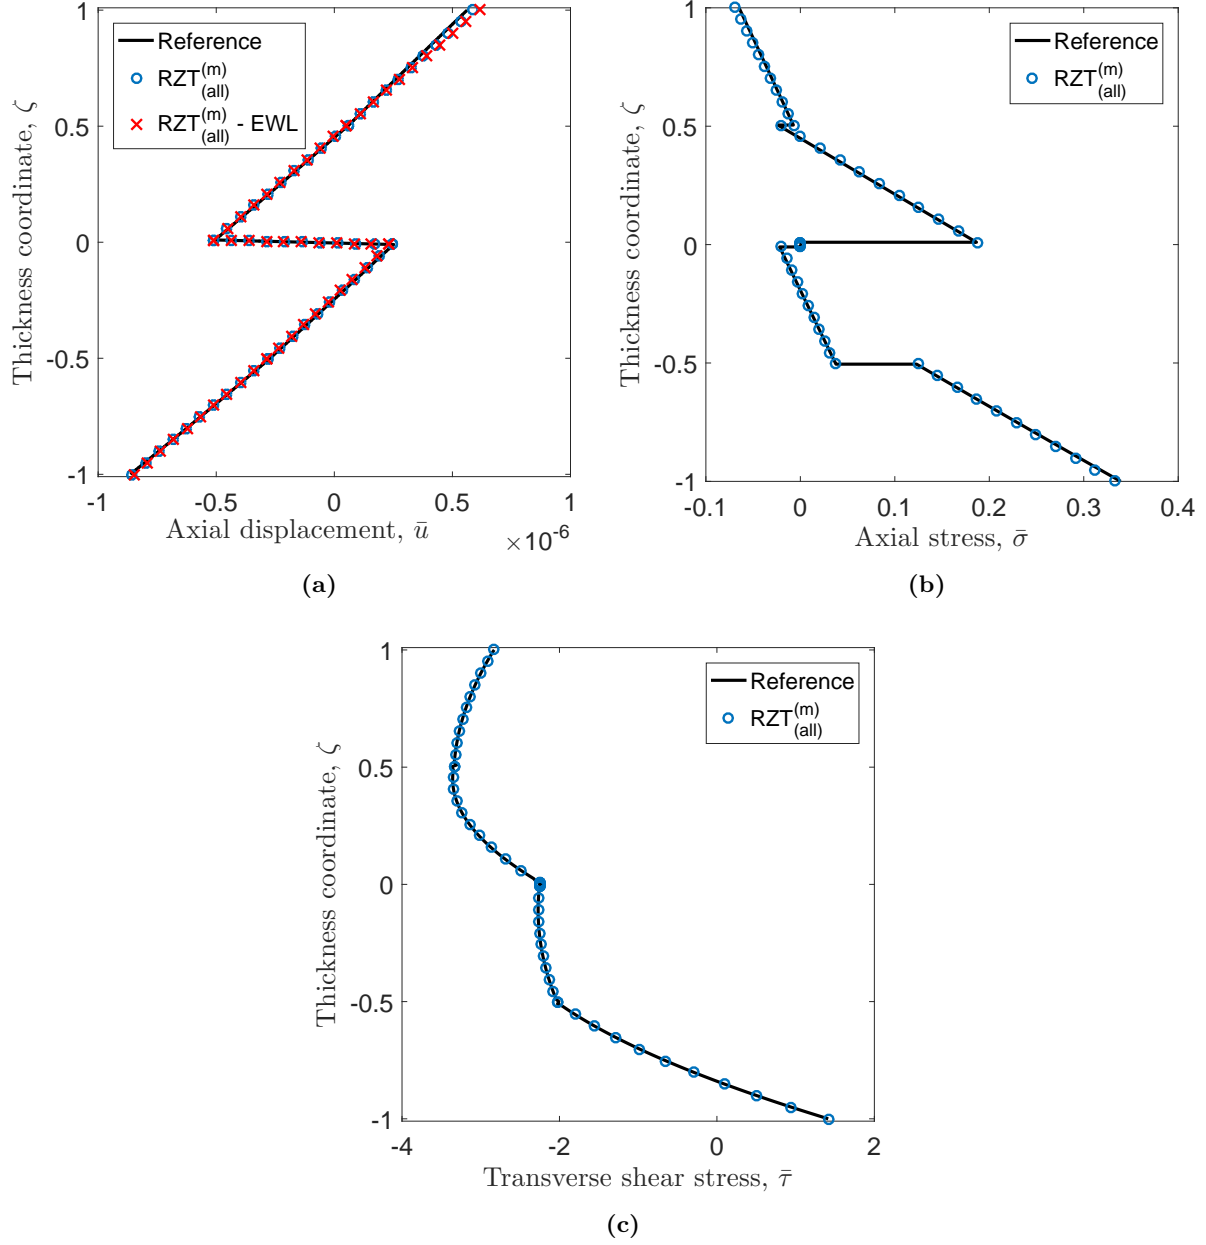 1
0.5
0
-0.5
-1
Thickness coordinate, ζ
Reference
RZT(m)(all)
RZT(m)(all) - EWL
-1
-0.5
0
0.5
1
Axial displacement, ū
×10-6
(a)
1
0.5
0
-0.5
-1
Thickness coordinate, ζ
Reference
RZT(m)(all)
-0.1
0
0.1
0.2
0.3
0.4
Axial stress, σ̄
(b)
1
0.5
0
-0.5
-1
Thickness coordinate, ζ
Reference
RZT(m)(all)
-4
-2
0
2
Transverse shear stress, τ̄
(c)